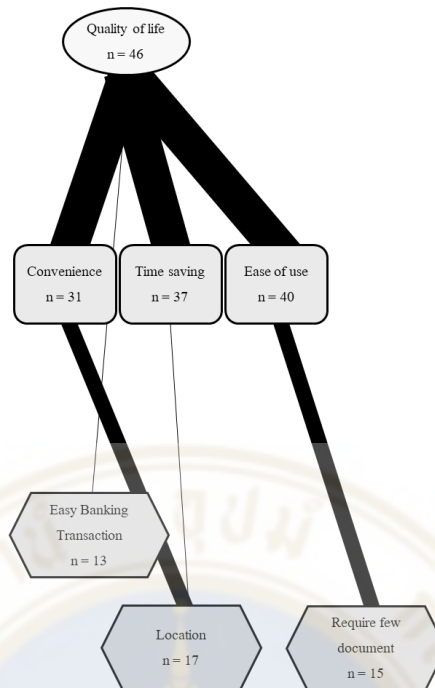 Quality of life
n = 46
Convenience
n = 31
Time saving
n = 37
Ease of use
n = 40
Easy Banking
Transaction
n = 13
Location
n = 17
Require few
document
n = 15